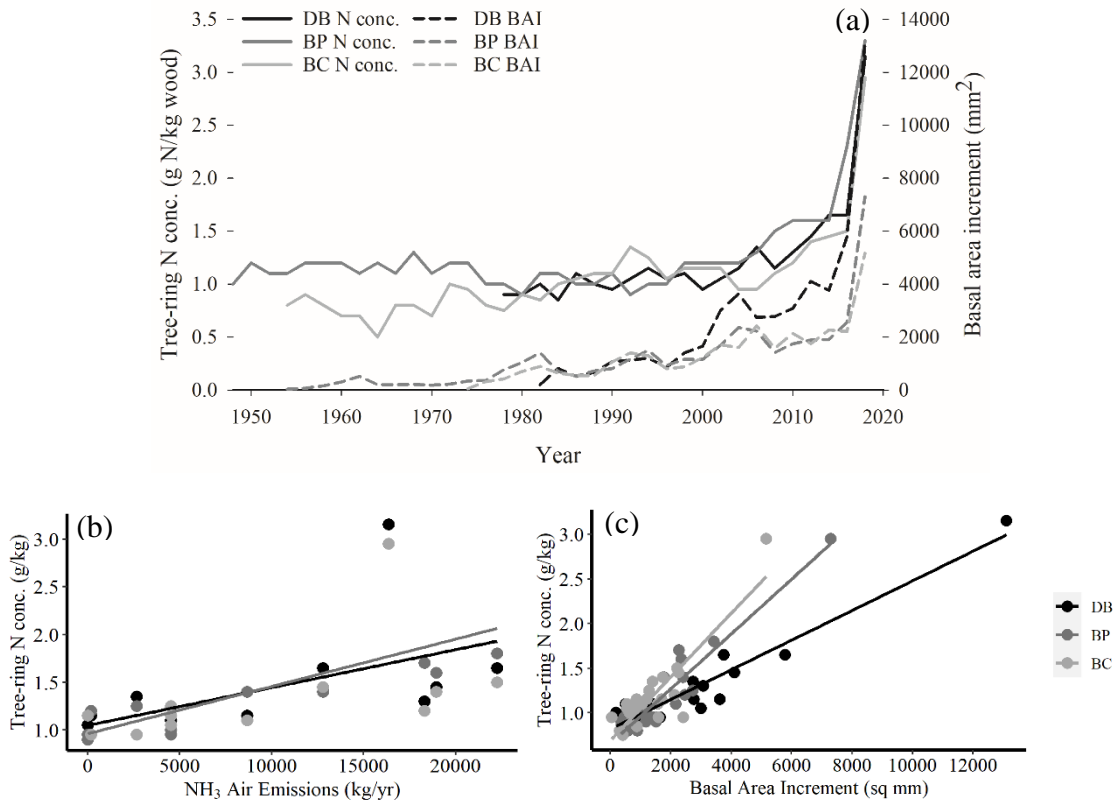 (a)
DB N conc.
BP N conc.
BC N conc.
DB BAI
BP BAI
BC BAI
Tree-ring N conc. (g N/kg wood)
3.5
3.0
2.5
2.0
1.5
1.0
0.5
0.0
14000
12000
10000
8000
6000
4000
2000
0
Basal area increment (mm²)
1950 1960 1970 1980 1990 2000 2010 2020
Year
(b)
Tree-ring N conc. (g/kg)
3.0
2.5
2.0
1.5
1.0
0 5000 10000 15000 20000
NH₃ Air Emissions (kg/yr)
(c)
Tree-ring N conc. (g/kg)
3.0
2.5
2.0
1.5
1.0
0 2000 4000 6000 8000 10000 12000
Basal Area Increment (sq mm)
DB
BP
BC